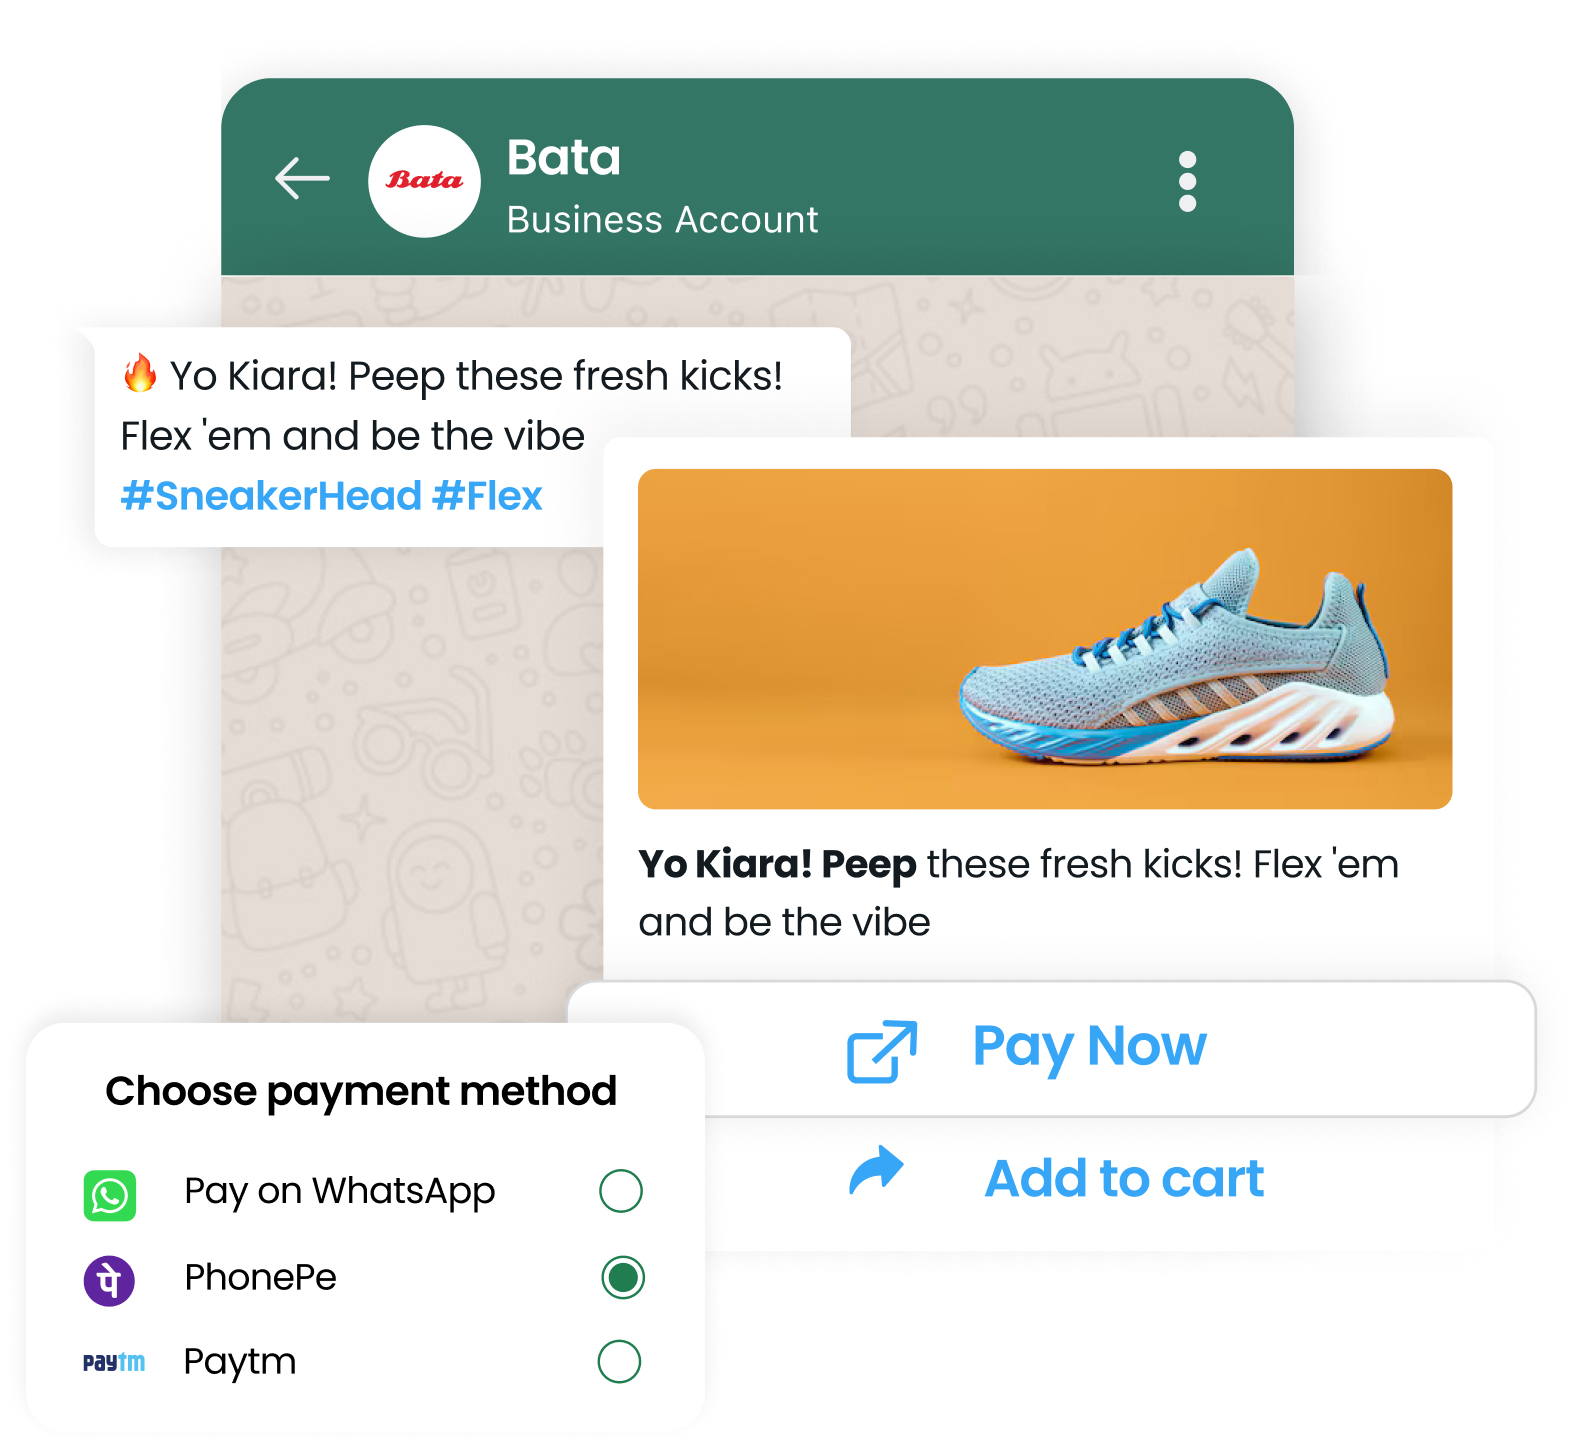 Bata
Bata
Business Account
🔥 Yo Kiara! Peep these fresh kicks!
Flex 'em and be the vibe
#SneakerHead #Flex
Yo Kiara! Peep these fresh kicks! Flex 'em
and be the vibe
Pay Now
Add to cart
Choose payment method
Pay on WhatsApp
पे PhonePe
paytm Paytm